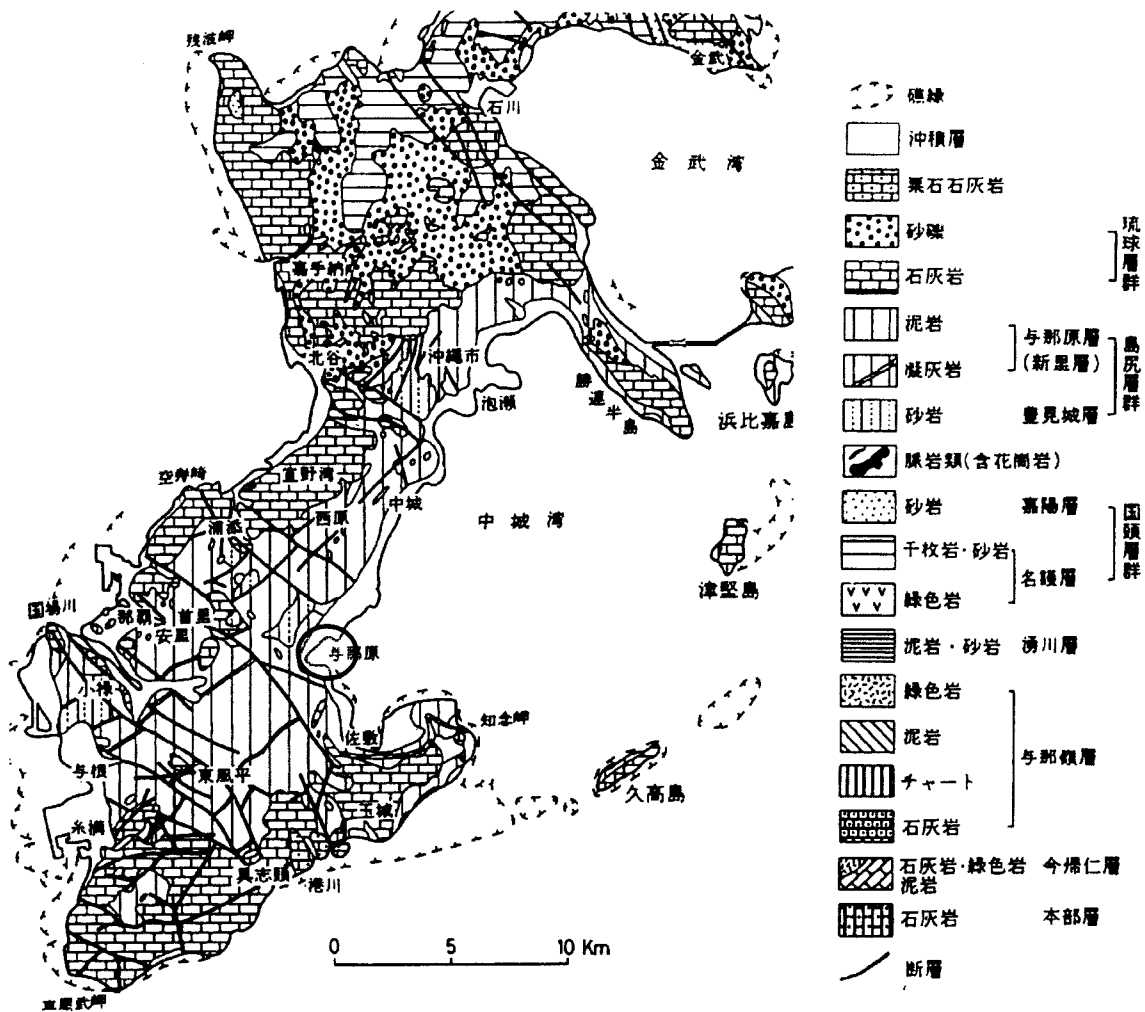 残波岬
金武
石川
金武湾
嘉手納
北谷
沖縄市
泡瀬
勝連半島
浜比嘉島
宜野湾
中城
西原
浦添
中城湾
津堅島
国場川
那覇
首里
安里
与那原
小禄
知念岬
佐敷
久高島
与根
東風平
玉城
糸満
具志頭
港川
0 5 10 Km
礁縁
沖積層
粟石石灰岩
砂礫
石灰岩
琉球層群
泥岩
凝灰岩
与那原層
(新里層)
砂岩
豊見城層
島尻層群
脈岩類(含花崗岩)
砂岩
嘉陽層
千枚岩・砂岩
緑色岩
名護層
国頭層群
泥岩・砂岩
湧川層
緑色岩
泥岩
チャート
石灰岩
与那嶺層
石灰岩・緑色岩
泥岩
今帰仁層
石灰岩
本部層
断層